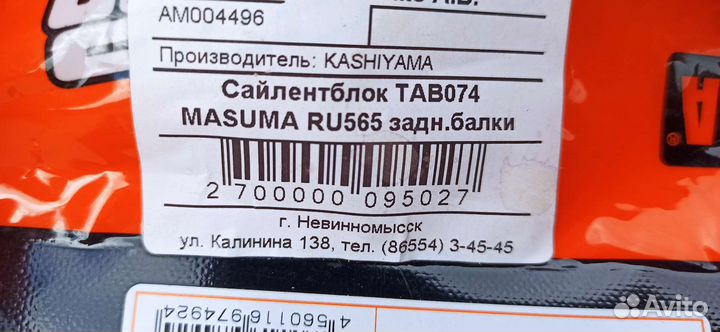 AM004496
Производитель: KASHIYAMA
Сайлентблок TAB074
MASUMA RU565 задн.балки
2 700000 095027
г. Невинномысск
ул. Калинина 138, тел. (86554) 3-45-45
4 560116 974924
Avito